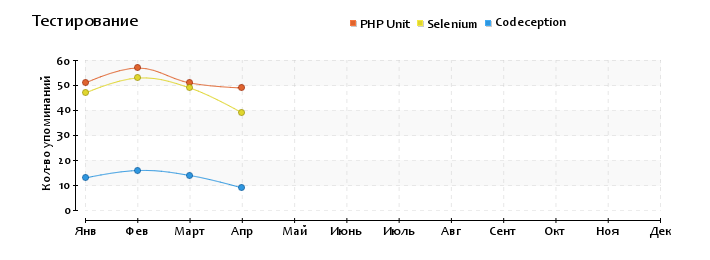 Тестирование
PHP Unit Selenium Codeception
Кол-во упоминаний
60
50
40
30
20
10
0
Янв Фев Март Апр Май Июнь Июль Авг Сент Окт Ноя Дек